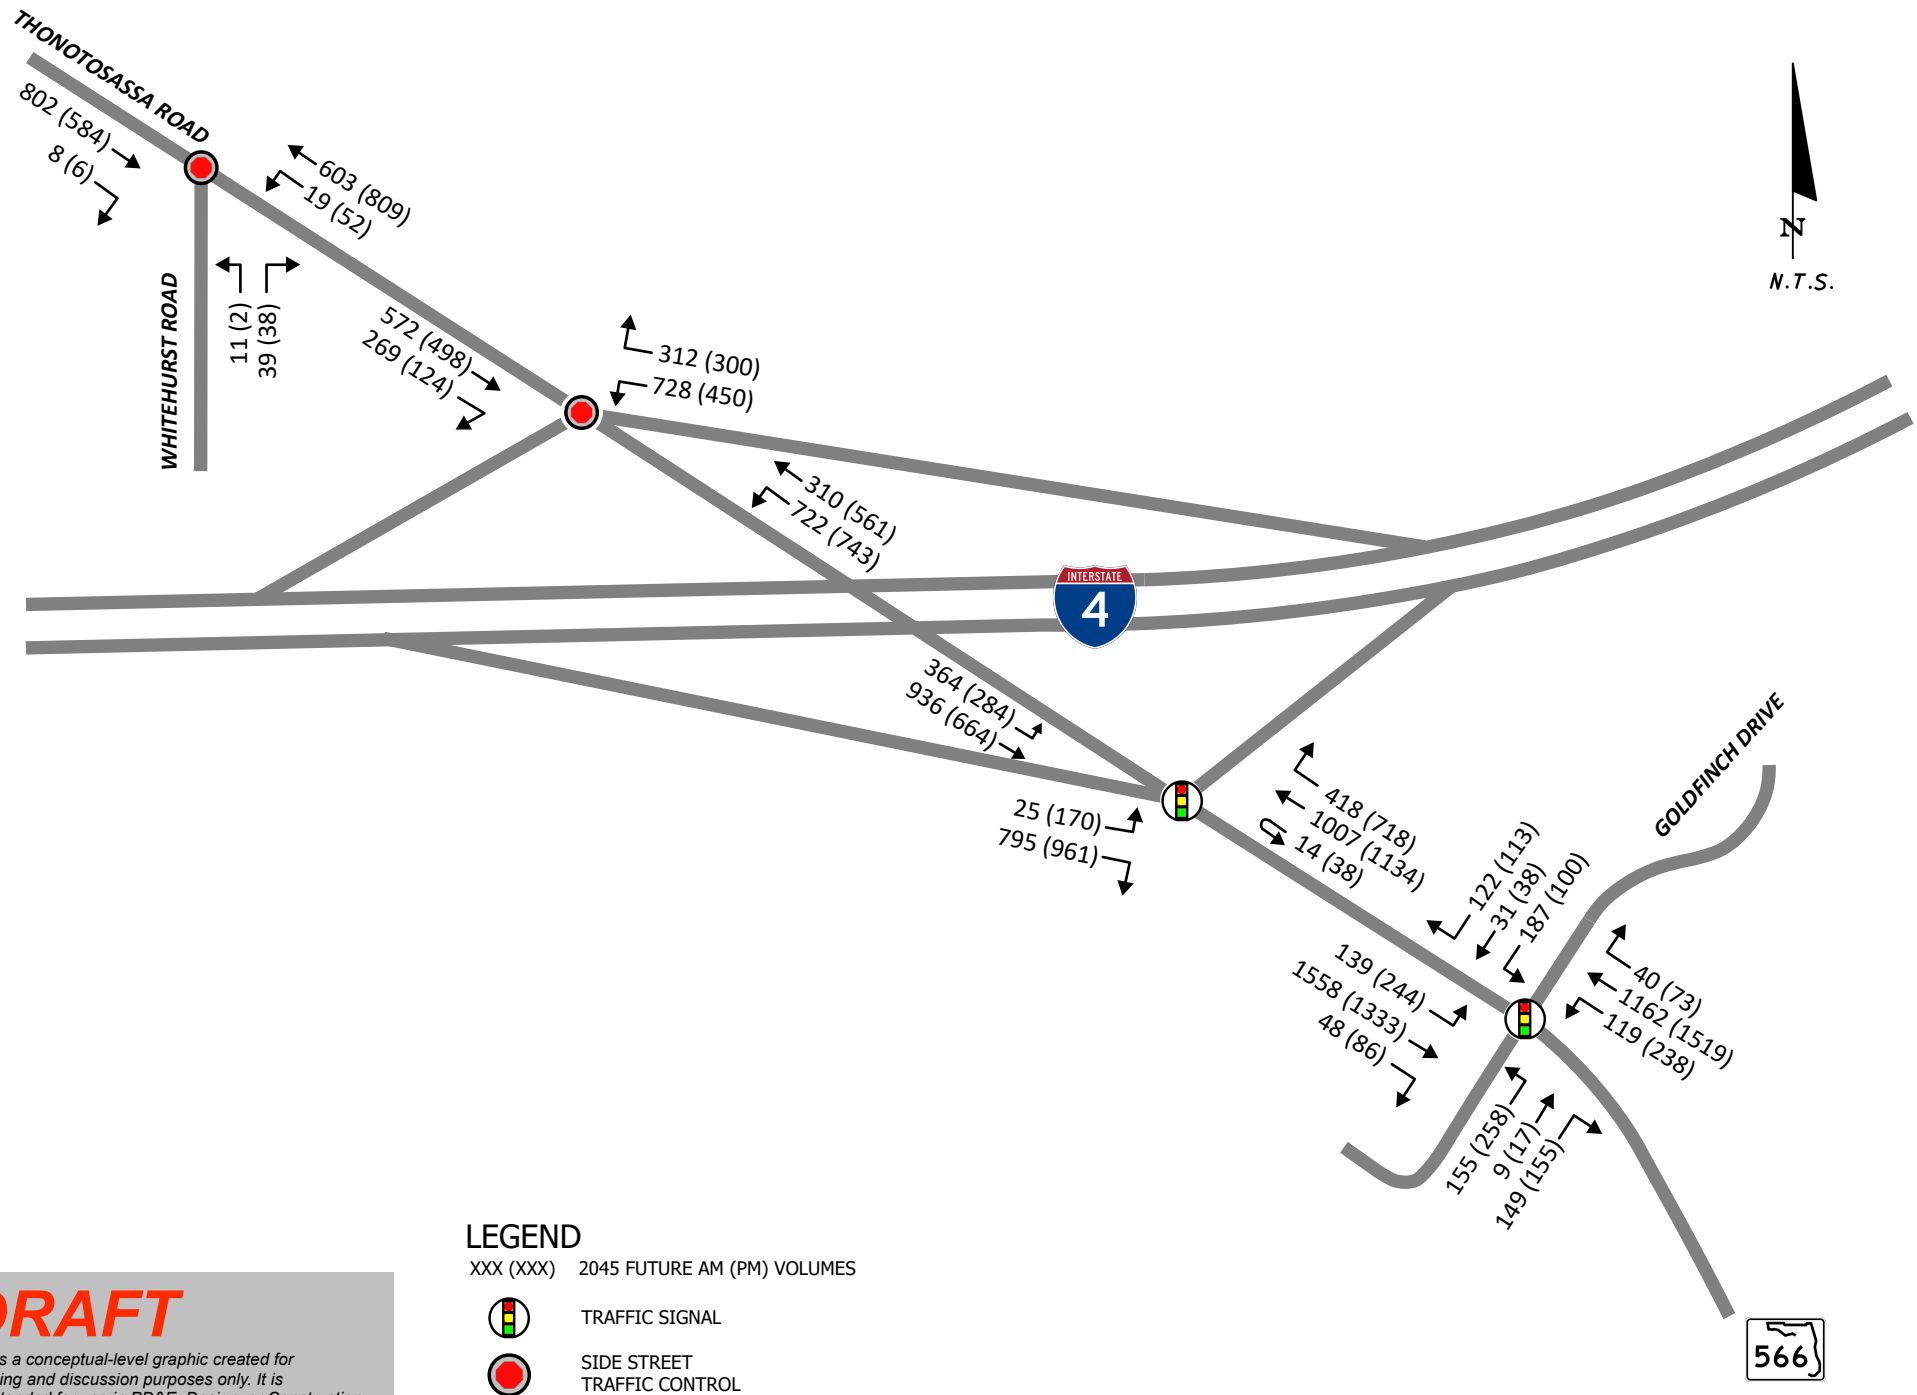 THONOTOSASSA ROAD
802 (584)
8 (6)
603 (809)
19 (52)
WHITEHURST ROAD
11 (2)
39 (38)
572 (498)
269 (124)
312 (300)
728 (450)
310 (561)
722 (743)
N
N.T.S.
INTERSTATE
4
364 (284)
936 (664)
25 (170)
795 (961)
418 (718)
1007 (1134)
14 (38)
GOLDFINCH DRIVE
122 (113)
31 (38)
187 (100)
139 (244)
1558 (1333)
48 (86)
40 (73)
1162 (1519)
119 (238)
155 (258)
9 (17)
149 (155)
566
LEGEND
XXX (XXX) 2045 FUTURE AM (PM) VOLUMES
TRAFFIC SIGNAL
SIDE STREET
TRAFFIC CONTROL
DRAFT
s a conceptual-level graphic created for
ing and discussion purposes only. It is